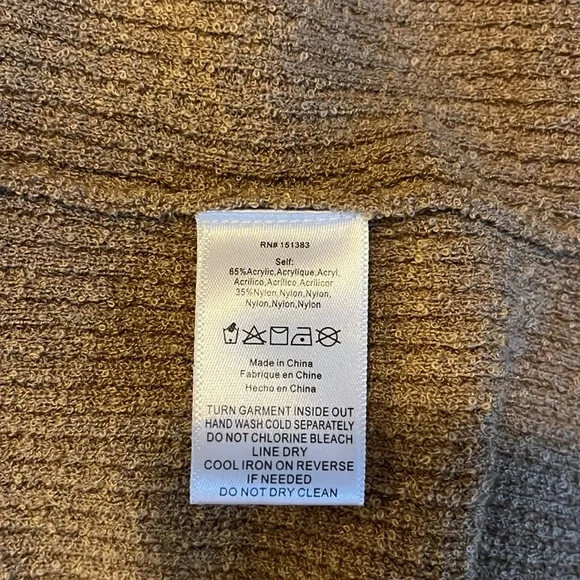 RN# 151383
Self:
65%Acrylic,Acrylique,Acryl,
Acrilico,Acrílico,Acrilicor
35%Nylon,Nylon,Nylon,
Nylon,Nylon,Nylon
Made in China
Fabrique en Chine
Hecho en China
TURN GARMENT INSIDE OUT
HAND WASH COLD SEPARATELY
DO NOT CHLORINE BLEACH
LINE DRY
COOL IRON ON REVERSE
IF NEEDED
DO NOT DRY CLEAN